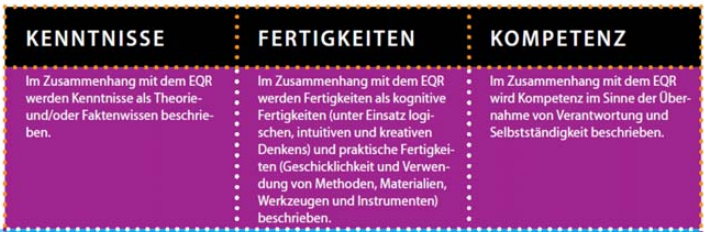 KENNTNISSE
Im Zusammenhang mit dem EQR
werden Kenntnisse als Theorie-
und/oder Faktenwissen beschrie-
ben.
FERTIGKEITEN
Im Zusammenhang mit dem EQR
werden Fertigkeiten als kognitive
Fertigkeiten (unter Einsatz logi-
schen, intuitiven und kreativen
Denkens) und praktische Fertigkei-
ten (Geschicklichkeit und Verwen-
dung von Methoden, Materialien,
Werkzeugen und Instrumenten)
beschrieben.
KOMPETENZ
Im Zusammenhang mit dem EQR
wird Kompetenz im Sinne der Über-
nahme von Verantwortung und
Selbstständigkeit beschrieben.